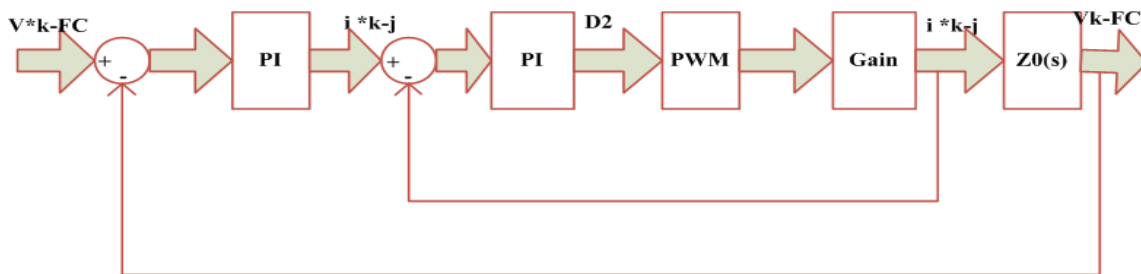 V*k-FC
+
-
PI
i *k-j
+
-
D2
PI
PWM
Gain
i *k-j
Z0(s)
Vk-FC